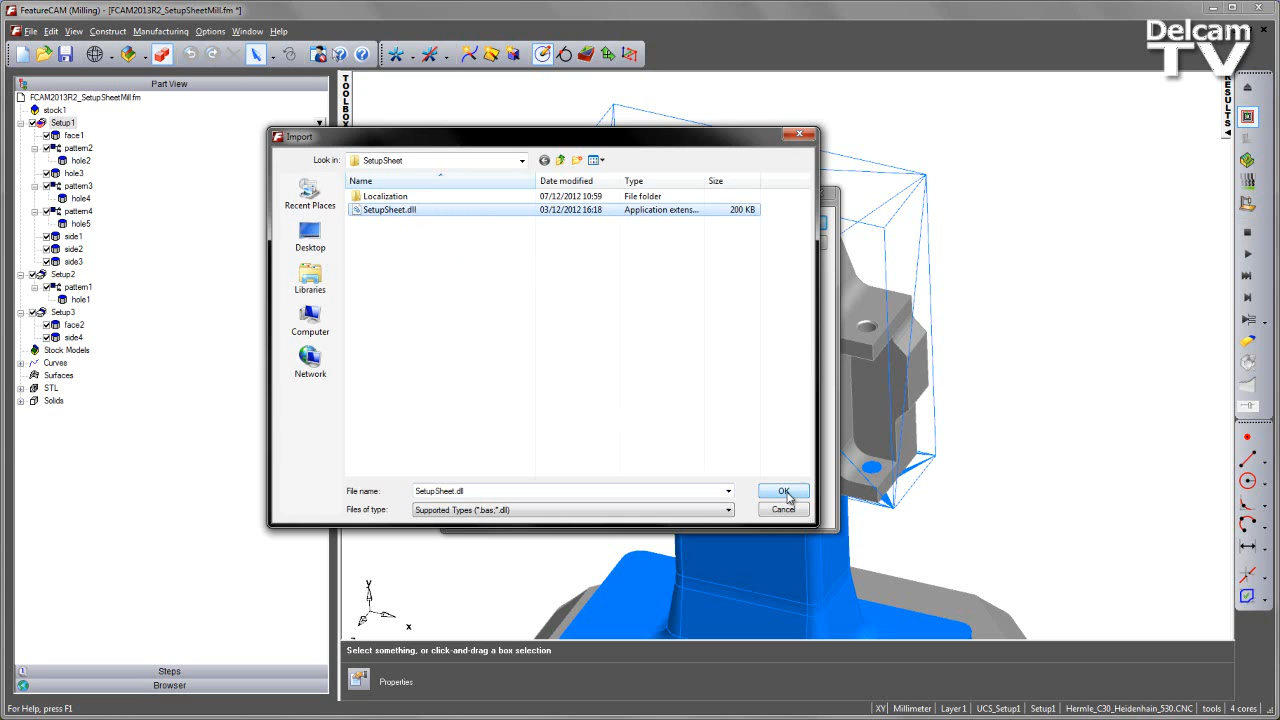 FeatureCAM (Milling) - [FCAM2013R2_SetupSheetMill.fm *]
File Edit View Construct Manufacturing Options Window Help
Delcam
TV
Part View
FCAM2013R2_SetupSheetMill.fm
stock1
Setup1
face1
pattern2
hole2
hole3
pattern3
hole4
pattern4
hole5
side1
side2
side3
Setup2
pattern1
hole1
Setup3
face2
side4
Stock Models
Curves
Surfaces
STL
Solids
Steps
Browser
TOOLBOX
RESULTS
Import
Look in: SetupSheet
Name Date modified Type Size
Localization 07/12/2012 10:59 File folder
SetupSheet.dll 03/12/2012 16:18 Application extens... 200 KB
Recent Places
Desktop
Libraries
Computer
Network
File name: SetupSheet.dll OK
Files of type: Supported Types (*.bas;*.dll) Cancel
y
x
Select something, or click-and-drag a box selection
Properties
For Help, press F1 XY Millimeter Layer1 UCS_Setup1 Setup1 Hermle_C30_Heidenhain_530.CNC tools 4 cores